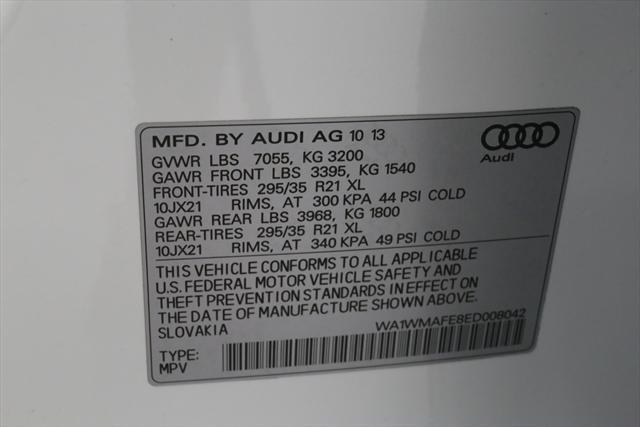 MFD. BY AUDI AG 10 13
Audi
GVWR LBS 7055, KG 3200
GAWR FRONT LBS 3395, KG 1540
FRONT-TIRES 295/35 R21 XL
10JX21 RIMS, AT 300 KPA 44 PSI COLD
GAWR REAR LBS 3968, KG 1800
REAR-TIRES 295/35 R21 XL
10JX21 RIMS, AT 340 KPA 49 PSI COLD
THIS VEHICLE CONFORMS TO ALL APPLICABLE
U.S. FEDERAL MOTOR VEHICLE SAFETY AND
THEFT PREVENTION STANDARDS IN EFFECT ON
THE DATE OF MANUFACTURE SHOWN ABOVE.
SLOVAKIA
WA1WMAFE8ED008042
TYPE:
MPV